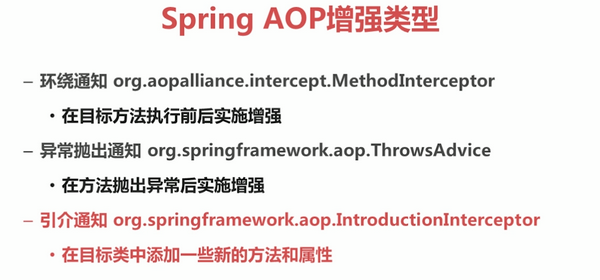 Spring AOP增强类型
– 环绕通知 org.aopalliance.intercept.MethodInterceptor
• 在目标方法执行前后实施增强
– 异常抛出通知 org.springframework.aop.ThrowsAdvice
• 在方法抛出异常后实施增强
– 引介通知 org.springframework.aop.IntroductionInterceptor
• 在目标类中添加一些新的方法和属性